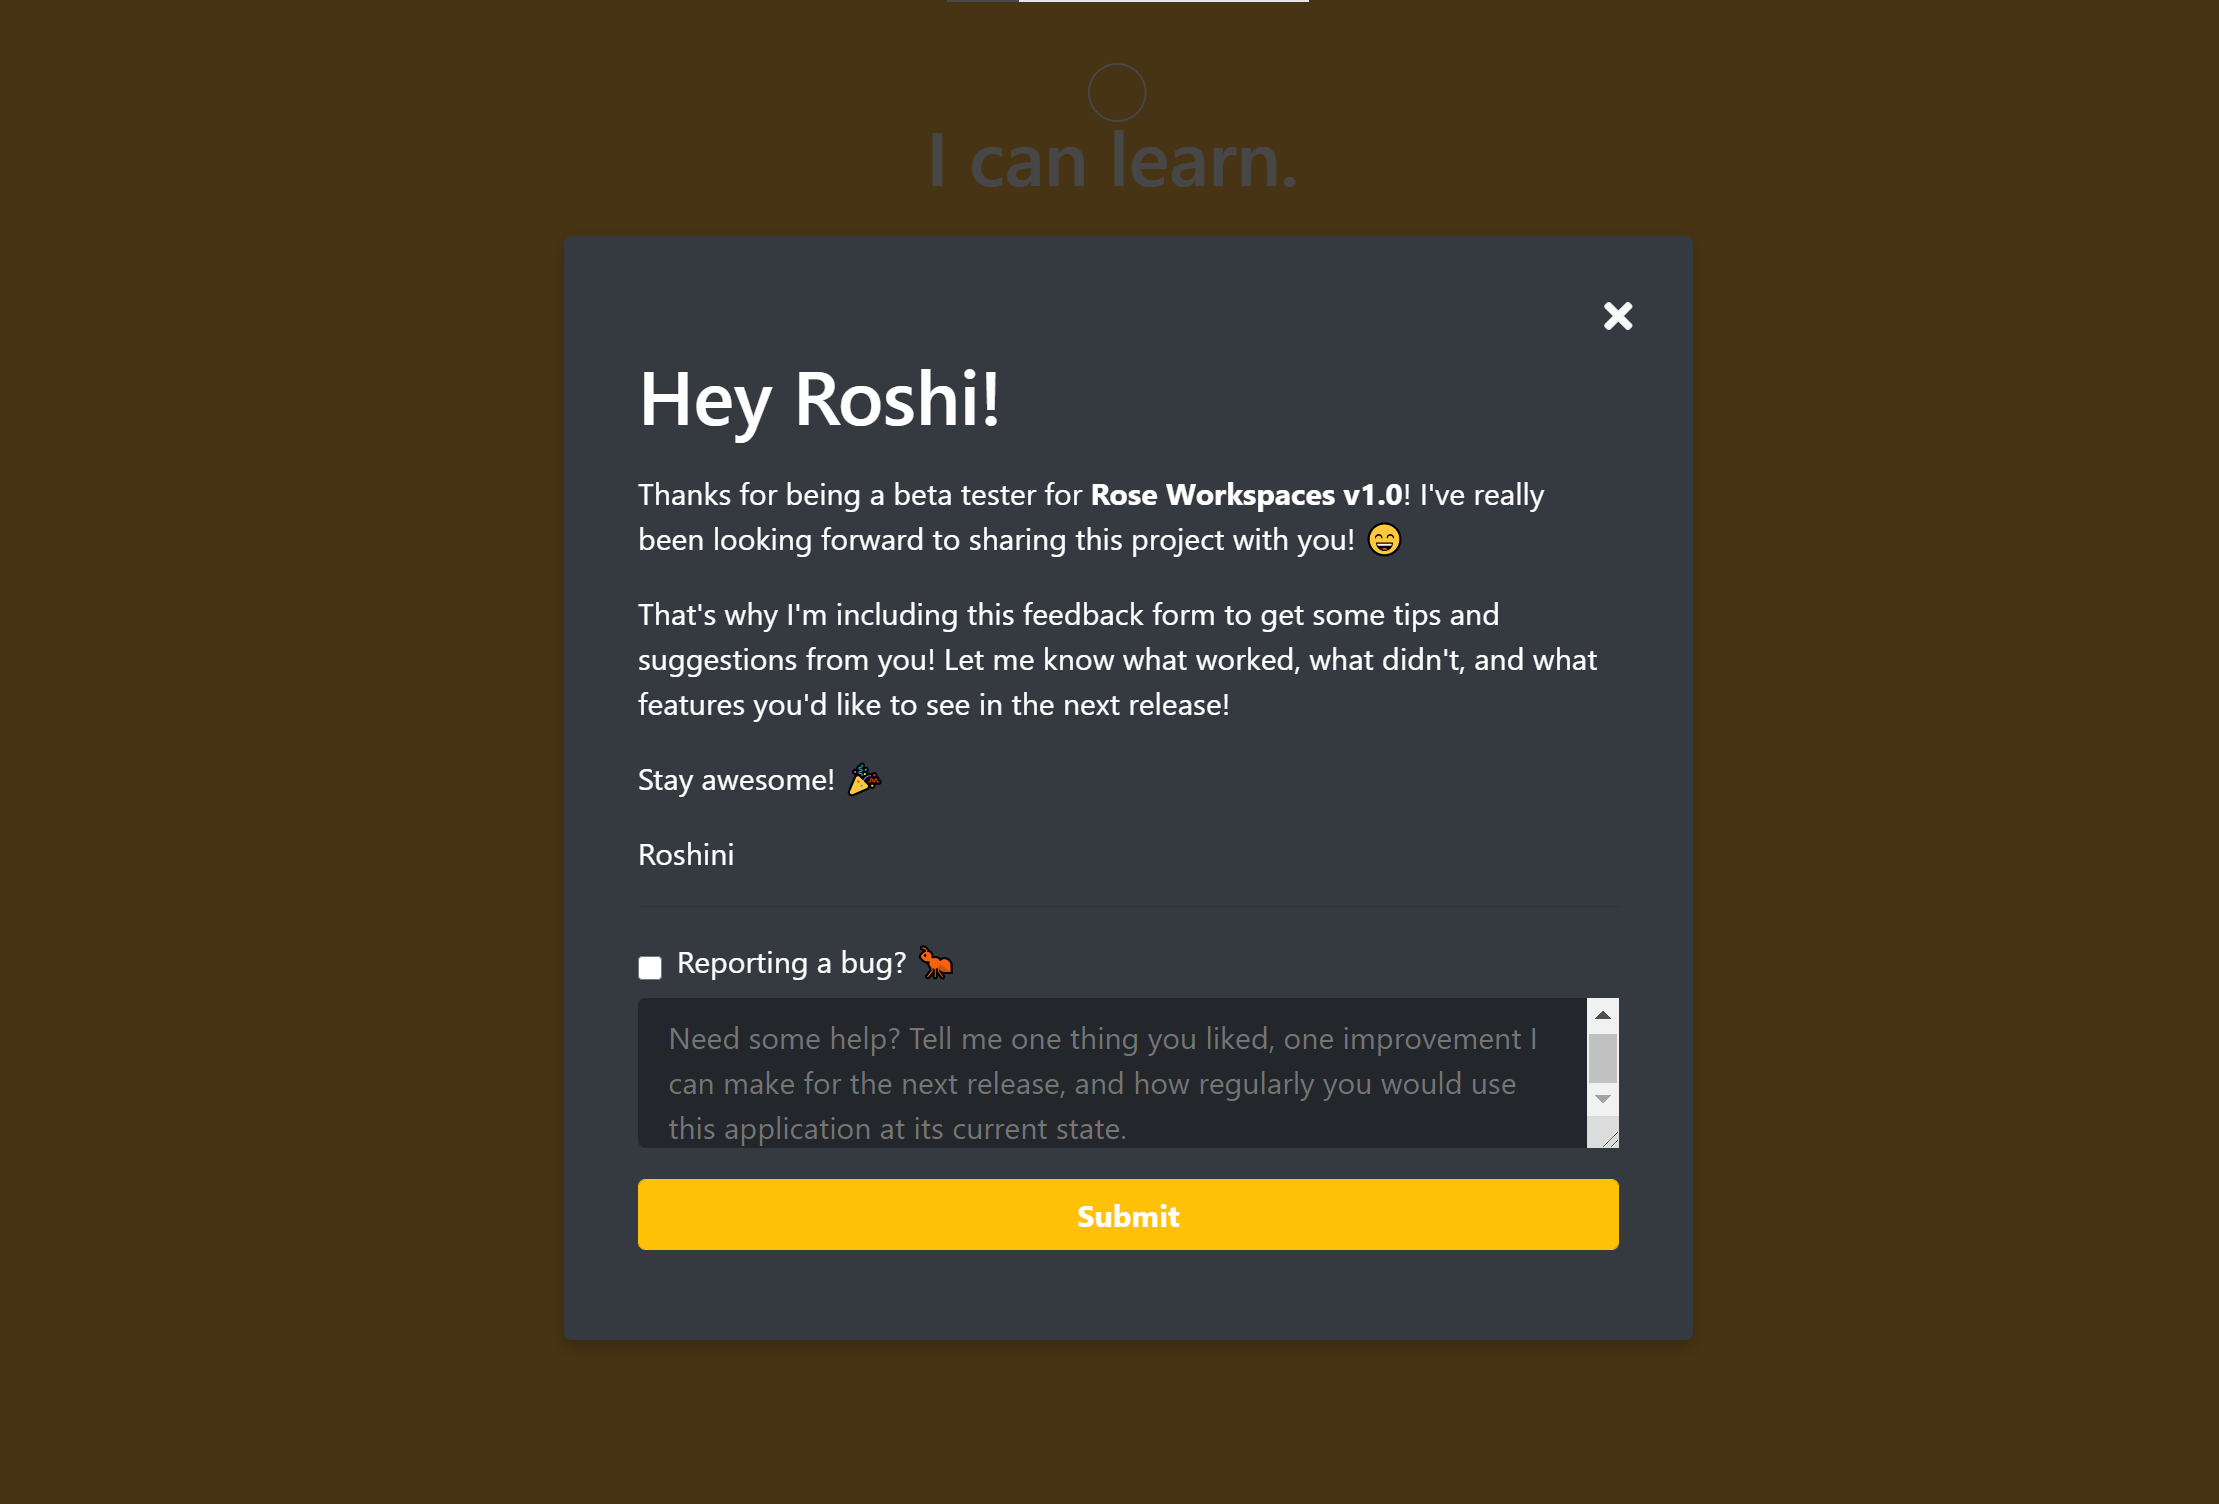 I can learn.
Hey Roshi!
Thanks for being a beta tester for Rose Workspaces v1.0! I've really
been looking forward to sharing this project with you! 😄
That's why I'm including this feedback form to get some tips and
suggestions from you! Let me know what worked, what didn't, and what
features you'd like to see in the next release!
Stay awesome! 🎉
Roshini
Reporting a bug? 🐜
Need some help? Tell me one thing you liked, one improvement I
can make for the next release, and how regularly you would use
this application at its current state.
Submit